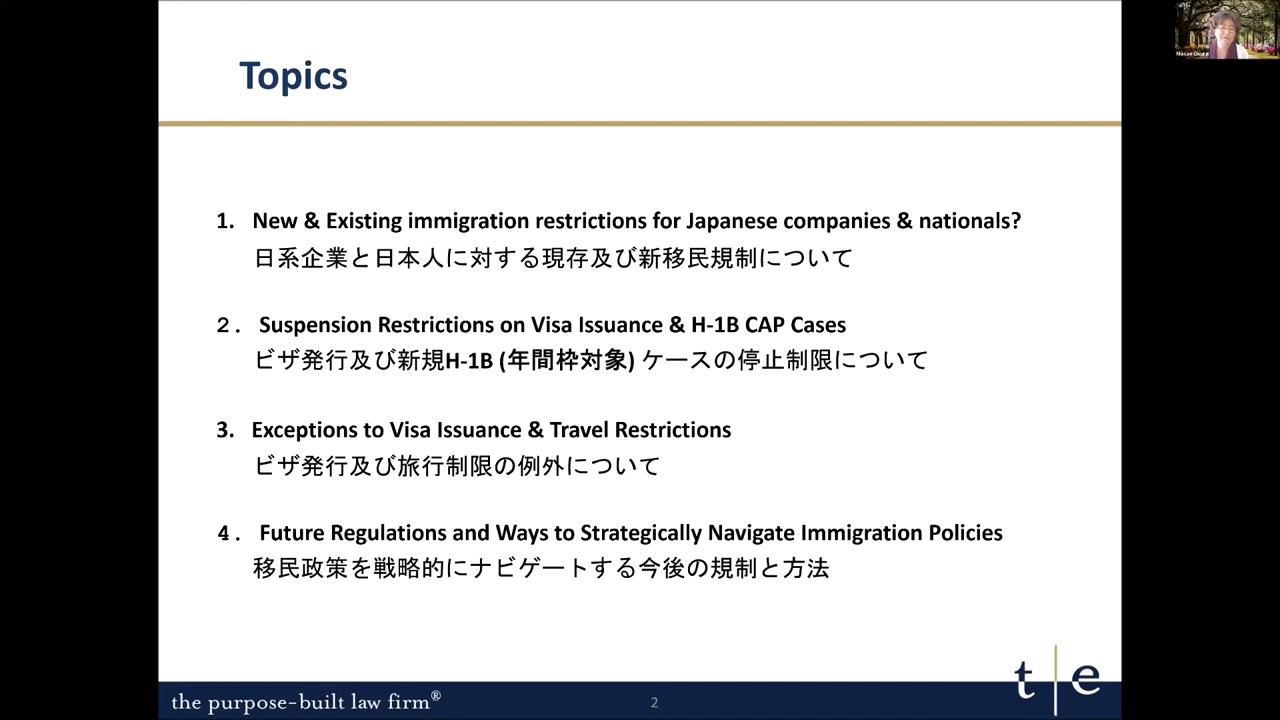 Topics
1. New & Existing immigration restrictions for Japanese companies & nationals?
日系企業と日本人に対する現存及び新移民規制について
２． Suspension Restrictions on Visa Issuance & H-1B CAP Cases
ビザ発行及び新規H-1B (年間枠対象) ケースの停止制限について
3. Exceptions to Visa Issuance & Travel Restrictions
ビザ発行及び旅行制限の例外について
４． Future Regulations and Ways to Strategically Navigate Immigration Policies
移民政策を戦略的にナビゲートする今後の規制と方法
t|e
the purpose-built law firm®
2